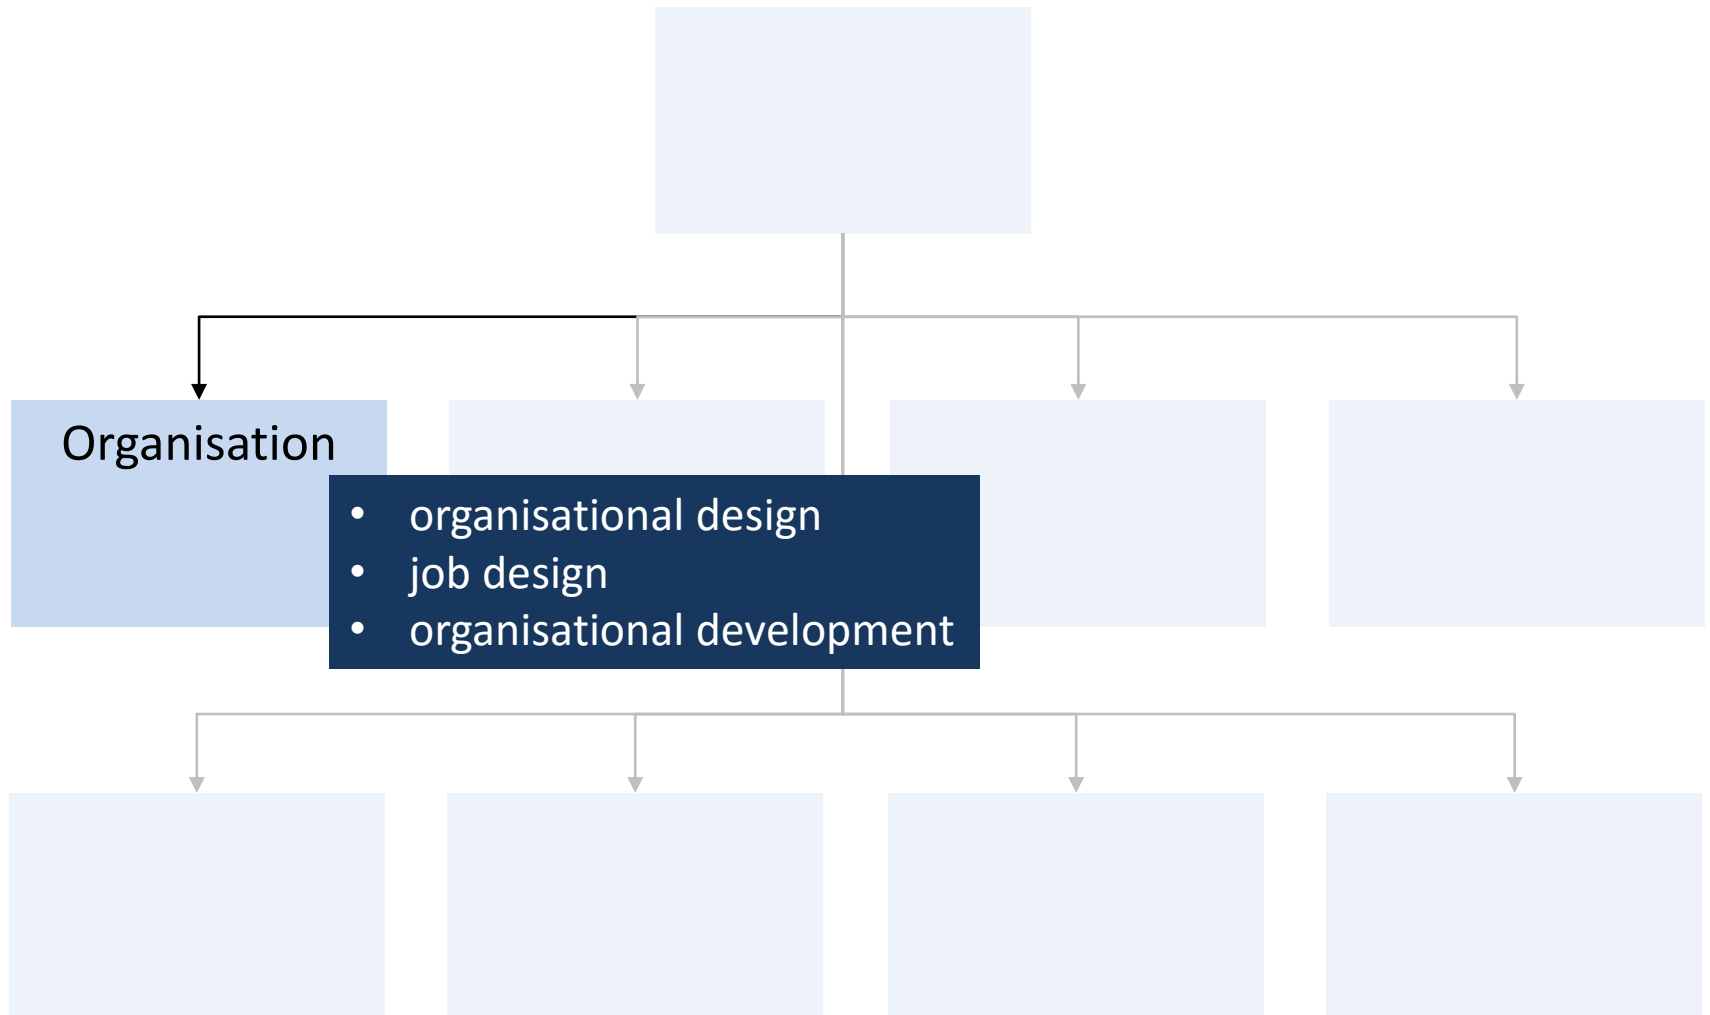 Organisation
• organisational design
• job design
• organisational development